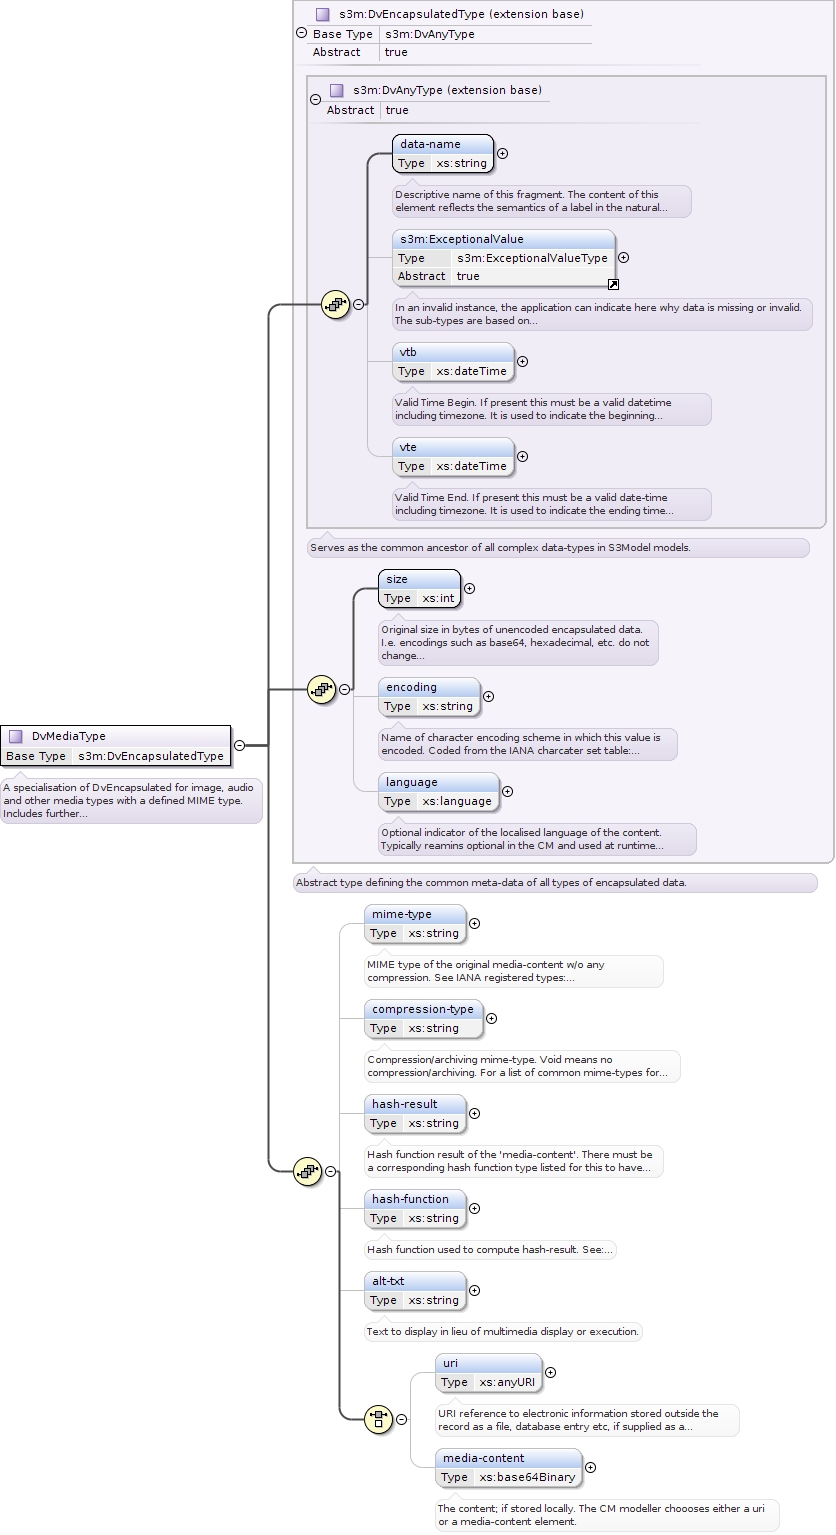 s3m:DvEncapsulatedType (extension base)
Base Type s3m:DvAnyType
Abstract true
s3m:DvAnyType (extension base)
Abstract true
data-name
Type xs:string
Descriptive name of this fragment. The content of this
element reflects the semantics of a label in the natural...
s3m:ExceptionalValue
Type s3m:ExceptionalValueType
Abstract true
In an invalid instance, the application can indicate here why data is missing or invalid.
The sub-types are based on...
vtb
Type xs:dateTime
Valid Time Begin. If present this must be a valid datetime
including timezone. It is used to indicate the beginning...
vte
Type xs:dateTime
Valid Time End. If present this must be a valid date-time
including timezone. It is used to indicate the ending time...
Serves as the common ancestor of all complex data-types in S3Model models.
size
Type xs:int
Original size in bytes of unencoded encapsulated data.
I.e. encodings such as base64, hexadecimal, etc. do not
change...
encoding
Type xs:string
Name of character encoding scheme in which this value is
encoded. Coded from the IANA charcater set table:...
language
Type xs:language
Optional indicator of the localised language of the content.
Typically reamins optional in the CM and used at runtime...
DvMediaType
Base Type s3m:DvEncapsulatedType
A specialisation of DvEncapsulated for image, audio
and other media types with a defined MIME type.
Includes further...
Abstract type defining the common meta-data of all types of encapsulated data.
mime-type
Type xs:string
MIME type of the original media-content w/o any
compression. See IANA registered types:...
compression-type
Type xs:string
Compression/archiving mime-type. Void means no
compression/archiving. For a list of common mime-types for...
hash-result
Type xs:string
Hash function result of the 'media-content'. There must be
a corresponding hash function type listed for this to have...
hash-function
Type xs:string
Hash function used to compute hash-result. See:...
alt-txt
Type xs:string
Text to display in lieu of multimedia display or execution.
uri
Type xs:anyURI
URI reference to electronic information stored outside the
record as a file, database entry etc, if supplied as a...
media-content
Type xs:base64Binary
The content; if stored locally. The CM modeller choooses either a uri
or a media-content element.